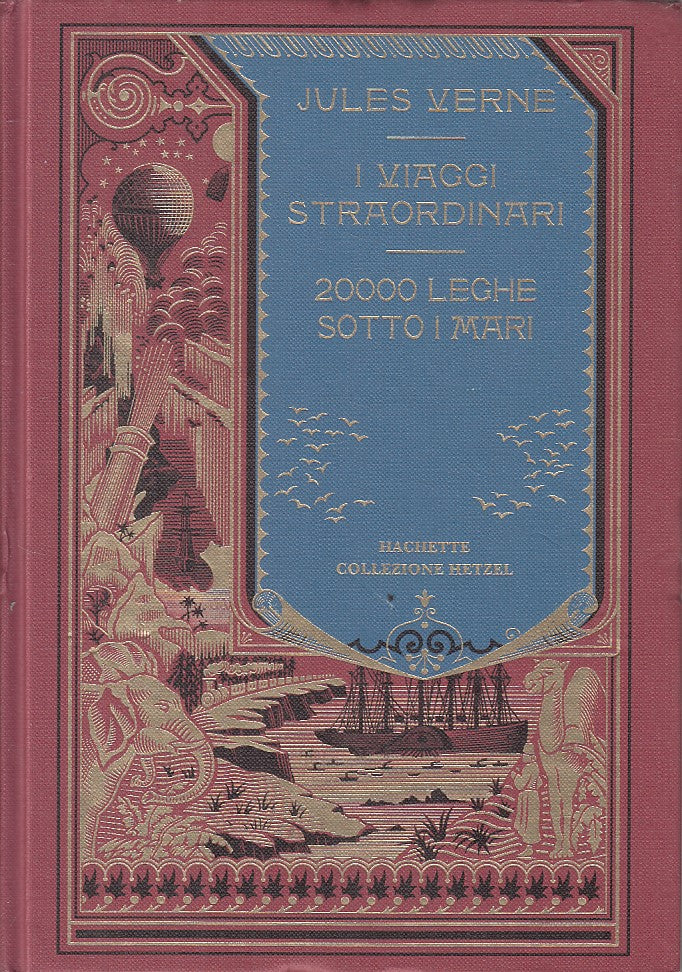 JULES VERNE
I VIAGGI
STRAORDINARI
20000 LEGHE
SOTTO I MARI
HACHETTE
COLLEZIONE HETZEL